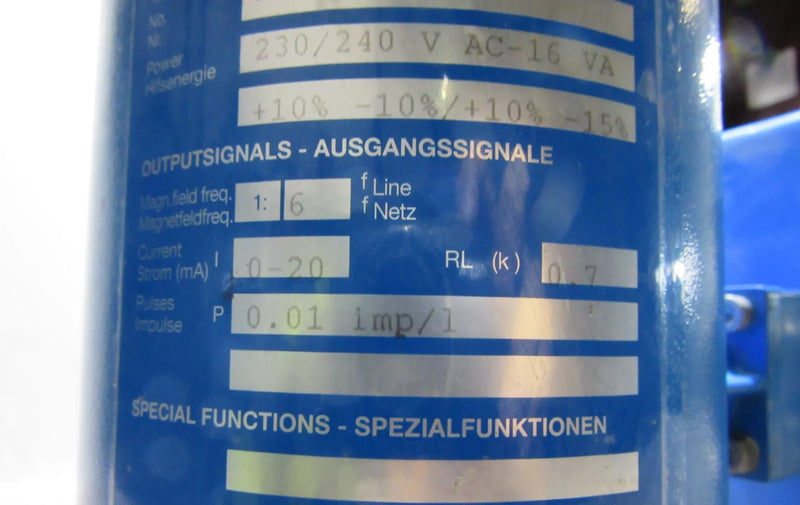 No.
Nr.
Power 230/240 V AC-16 VA
Hilfsenergie
+10% -10%/+10% -15%
OUTPUTSIGNALS - AUSGANGSSIGNALE
Magn.field freq. 1: 6 f Line
Magnetfeldfreq. f Netz
Current I 0-20 RL (k) 0.7
Strom (mA)
Pulses P 0.01 imp/l
Impulse
SPECIAL FUNCTIONS - SPEZIALFUNKTIONEN